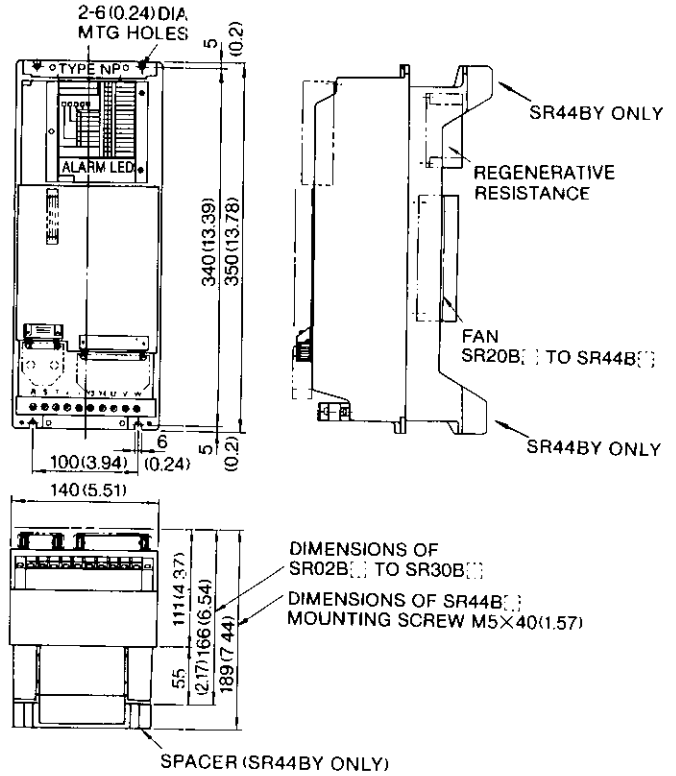 2-6(0.24)DIA
MTG HOLES
5
(0.2)
TYPE NP
ALARM LED
340(13.39)
350(13.78)
R S T
U V W
6
(0.24)
5
(0.2)
100(3.94)
140(5.51)
SR44BY ONLY
REGENERATIVE
RESISTANCE
FAN
SR20B[ ] TO SR44B[ ]
SR44BY ONLY
111(4.37)
55
(2.17)
166(6.54)
189(7.44)
DIMENSIONS OF
SR02B[ ] TO SR30B[ ]
DIMENSIONS OF SR44B[ ]
MOUNTING SCREW M5×40(1.57)
SPACER (SR44BY ONLY)